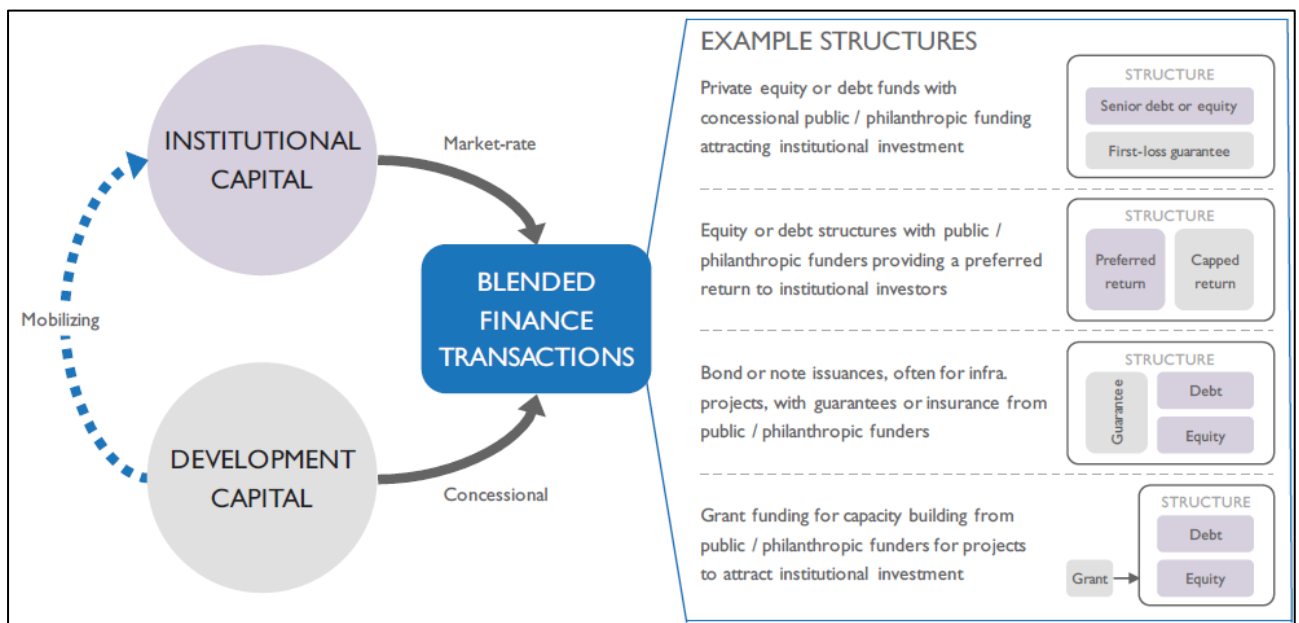 INSTITUTIONAL
CAPITAL
Market-rate
Mobilizing
BLENDED
FINANCE
TRANSACTIONS
DEVELOPMENT
CAPITAL
Concessional
EXAMPLE STRUCTURES
Private equity or debt funds with
concessional public / philanthropic funding
attracting institutional investment
STRUCTURE
Senior debt or equity
First-loss guarantee
Equity or debt structures with public /
philanthropic funders providing a preferred
return to institutional investors
STRUCTURE
Preferred
return
Capped
return
Bond or note issuances, often for infra.
projects, with guarantees or insurance from
public / philanthropic funders
STRUCTURE
Guarantee
Debt
Equity
Grant funding for capacity building from
public / philanthropic funders for projects
to attract institutional investment
STRUCTURE
Debt
Grant
Equity